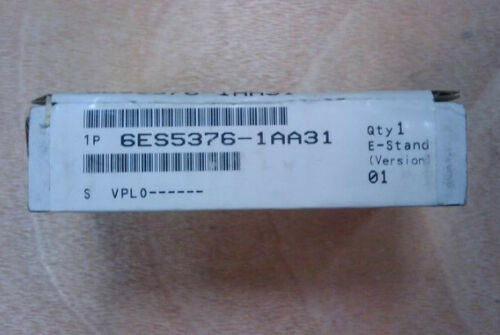 1P 6ES5376-1AA31
Qty 1
E-Stand
(Version)
01
S VPL0------